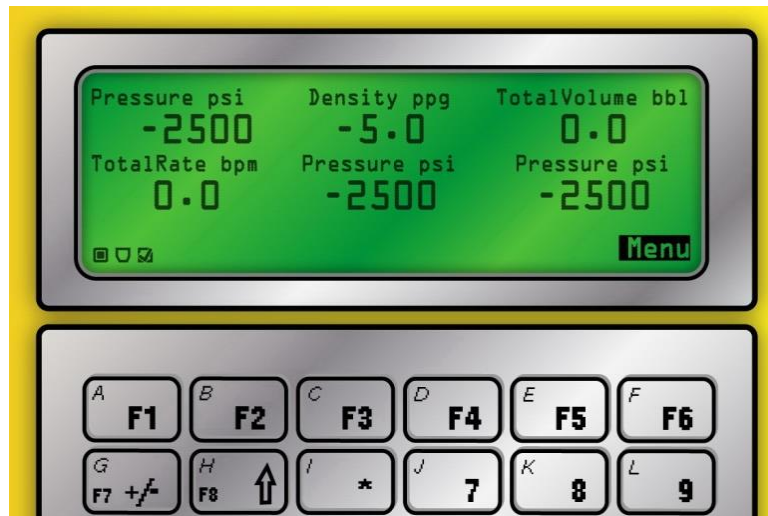 Pressure psi Density ppg TotalVolume bbl
-2500 -5.0 0.0
TotalRate bpm Pressure psi Pressure psi
0.0 -2500 -2500
Menu
A F1 B F2 C F3 D F4 E F5 F F6
G F7 +/- H F8 I * J 7 K 8 L 9